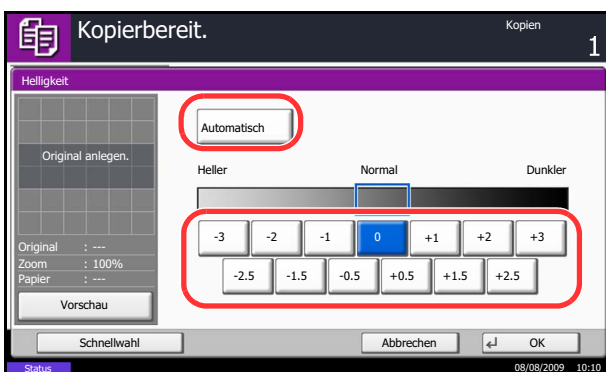 Kopierbereit.
Kopien
1
Helligkeit
Original anlegen.
Automatisch
Heller Normal Dunkler
-3 -2 -1 0 +1 +2 +3
-2.5 -1.5 -0.5 +0.5 +1.5 +2.5
Original : ---
Zoom : 100%
Papier : ---
Vorschau
Schnellwahl Abbrechen OK
Status 08/08/2009 10:10